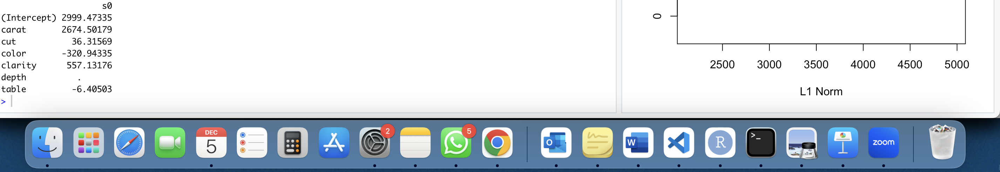 s0
(Intercept) 2999.47335
carat 2674.50179
cut 36.31569
color -320.94335
clarity 557.13176
depth .
table -6.40503
>
0
2500 3000 3500 4000 4500 5000
L1 Norm
DEC
5
2
5
O
W
R
>_
zoom